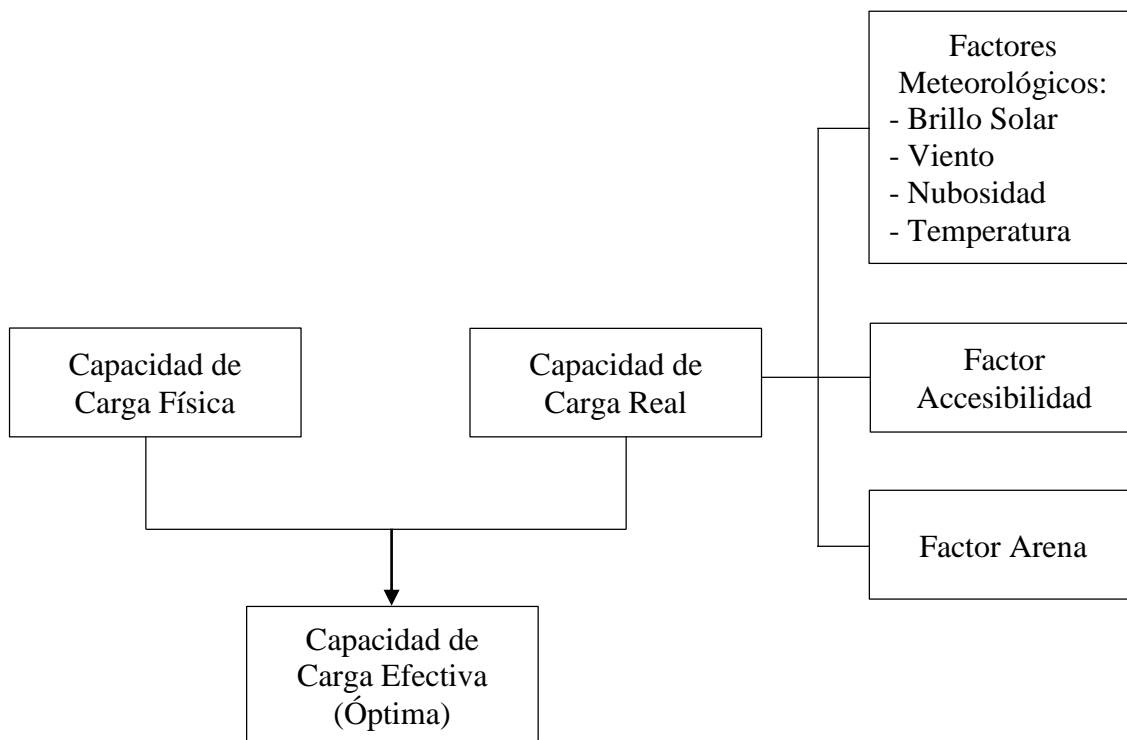 Factores
Meteorológicos:
- Brillo Solar
- Viento
- Nubosidad
- Temperatura
Capacidad de
Carga Física
Capacidad de
Carga Real
Factor
Accesibilidad
Factor Arena
Capacidad de
Carga Efectiva
(Óptima)